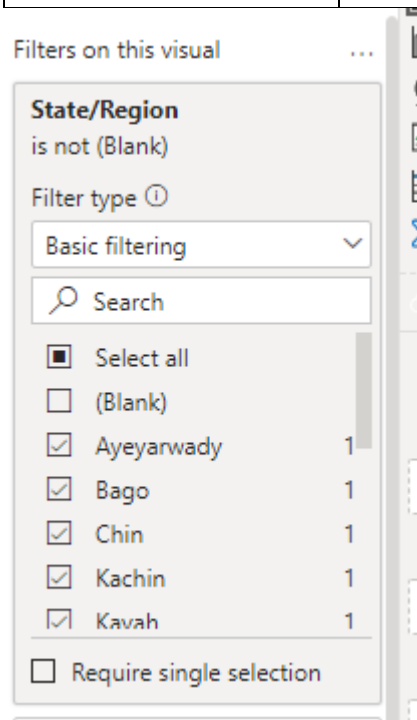 Filters on this visual
State/Region
is not (Blank)
Filter type
Basic filtering
Search
Select all
(Blank)
Ayeyarwady 1
Bago 1
Chin 1
Kachin 1
Kayah 1
Require single selection